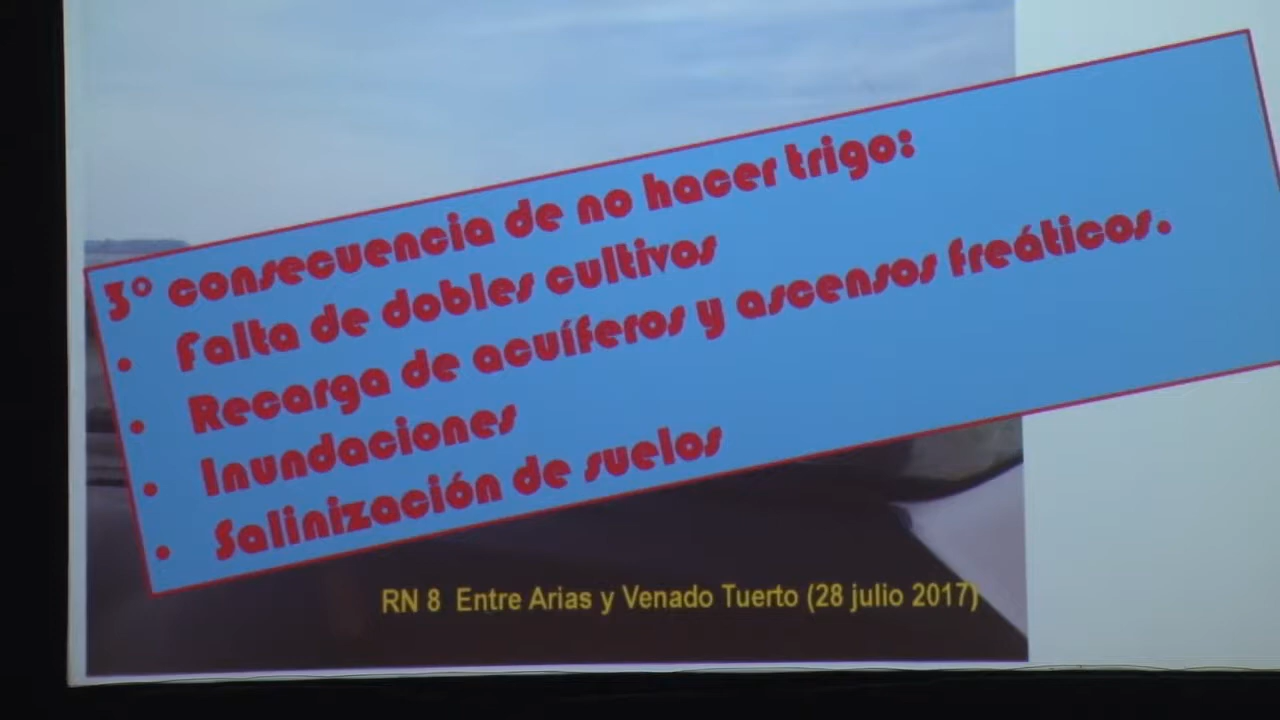 3° consecuencia de no hacer trigo:
• Falta de dobles cultivos
• Recarga de acuíferos y ascensos freáticos.
• Inundaciones
• Salinización de suelos
RN 8 Entre Arias y Venado Tuerto (28 julio 2017)